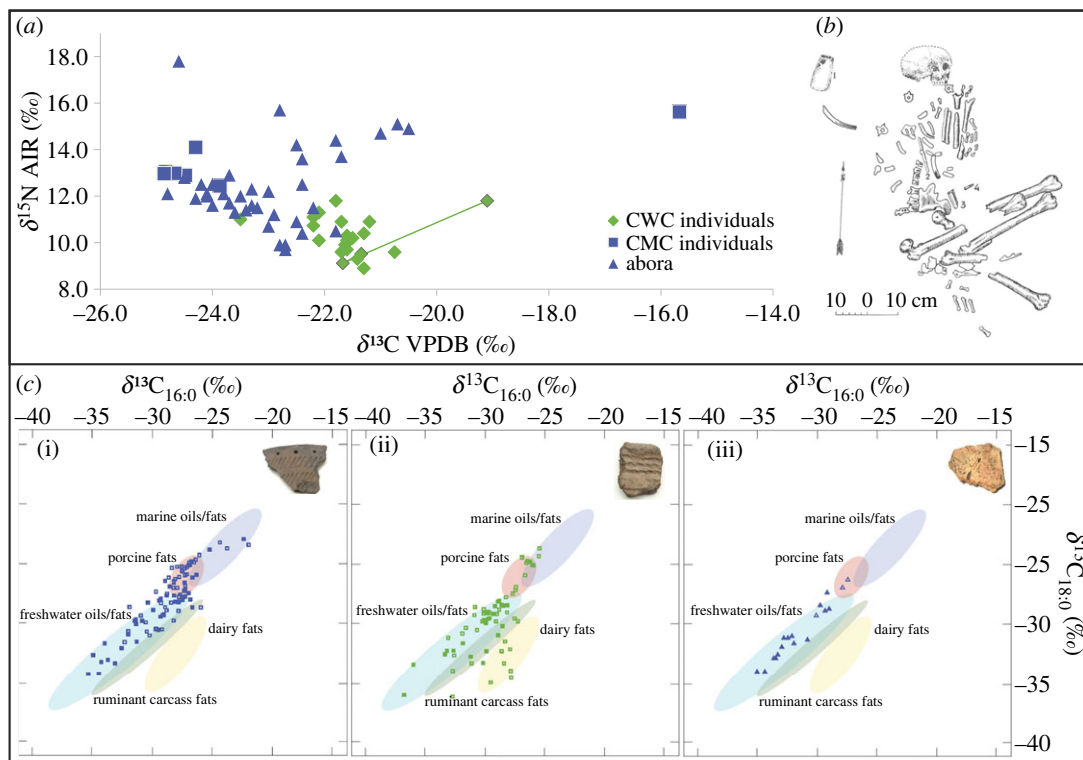 (a)
(b)
18.0
16.0
14.0
12.0
10.0
8.0
δ¹⁵N AIR (‰)
CWC individuals
CMC individuals
abora
–26.0 –24.0 –22.0 –20.0 –18.0 –16.0 –14.0
δ¹³C VPDB (‰)
10 0 10 cm
(c)
δ¹³C₁₆:₀ (‰) δ¹³C₁₆:₀ (‰) δ¹³C₁₆:₀ (‰)
–40 –35 –30 –25 –20 –15 –40 –35 –30 –25 –20 –15 –40 –35 –30 –25 –20 –15
(i)
marine oils/fats
porcine fats
freshwater oils/fats
dairy fats
ruminant carcass fats
(ii)
marine oils/fats
porcine fats
freshwater oils/fats
dairy fats
ruminant carcass fats
(iii)
marine oils/fats
porcine fats
freshwater oils/fats
dairy fats
ruminant carcass fats
–15
–20
–25
–25
–30
–35
–40
δ¹³C₁₈:₀ (‰)